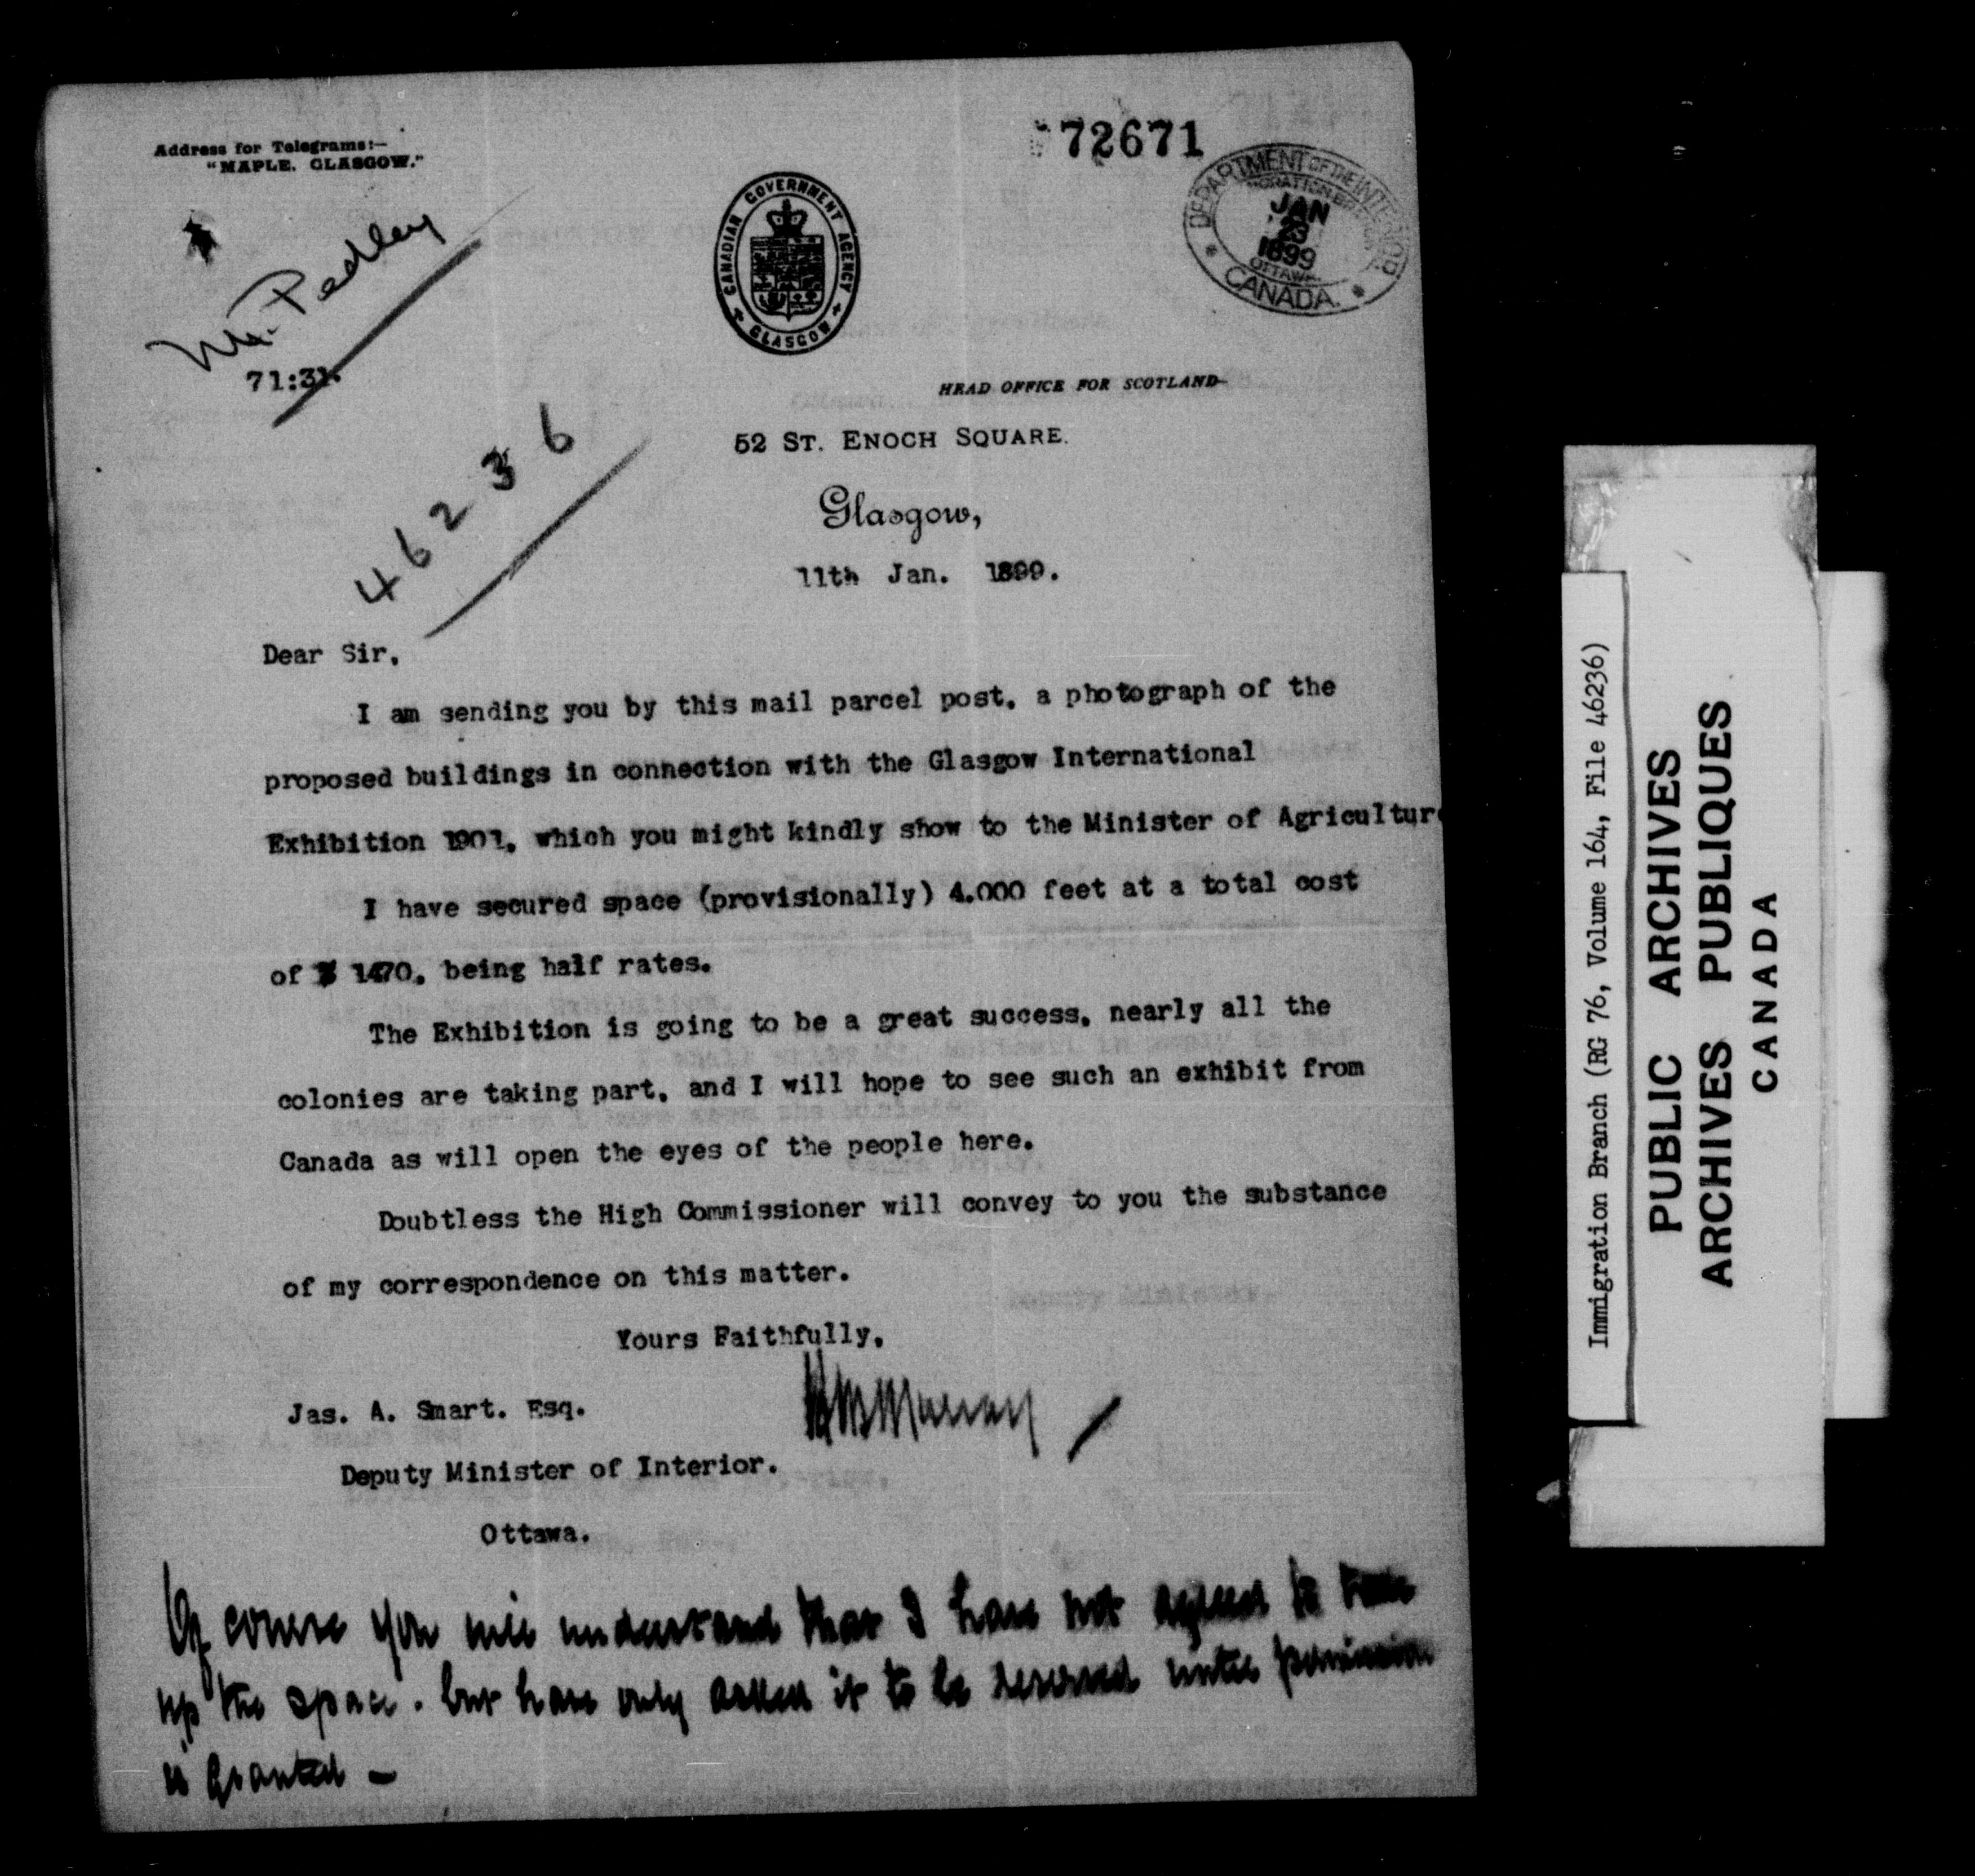 Address for Telegrams:—
"MAPLE. GLASGOW."
72671
DEPARTMENT OF THE INTERIOR
JAN
23
1899
OTTAWA
CANADA.
CANADIAN GOVERNMENT AGENCY
GLASGOW
Mr. Pedley
71:31.
46236
HEAD OFFICE FOR SCOTLAND
52 ST. ENOCH SQUARE.
Glasgow,
11th Jan. 1899.
Dear Sir,
I am sending you by this mail parcel post, a photograph of the
proposed buildings in connection with the Glasgow International
Exhibition 1901, which you might kindly show to the Minister of Agriculture
I have secured space (provisionally) 4.000 feet at a total cost
of $ 1470. being half rates.
The Exhibition is going to be a great success, nearly all the
colonies are taking part, and I will hope to see such an exhibit from
Canada as will open the eyes of the people here.
Doubtless the High Commissioner will convey to you the substance
of my correspondence on this matter.
Yours Faithfully,
H M Murray
Jas. A. Smart. Esq.
Deputy Minister of Interior.
Ottawa.
Of course you will understand that I have not agreed to take
up the space. but have only asked it to be reserved until permission
is granted —
Immigration Branch (RG 76, Volume 164, File 46236)
PUBLIC ARCHIVES
ARCHIVES PUBLIQUES
CANADA